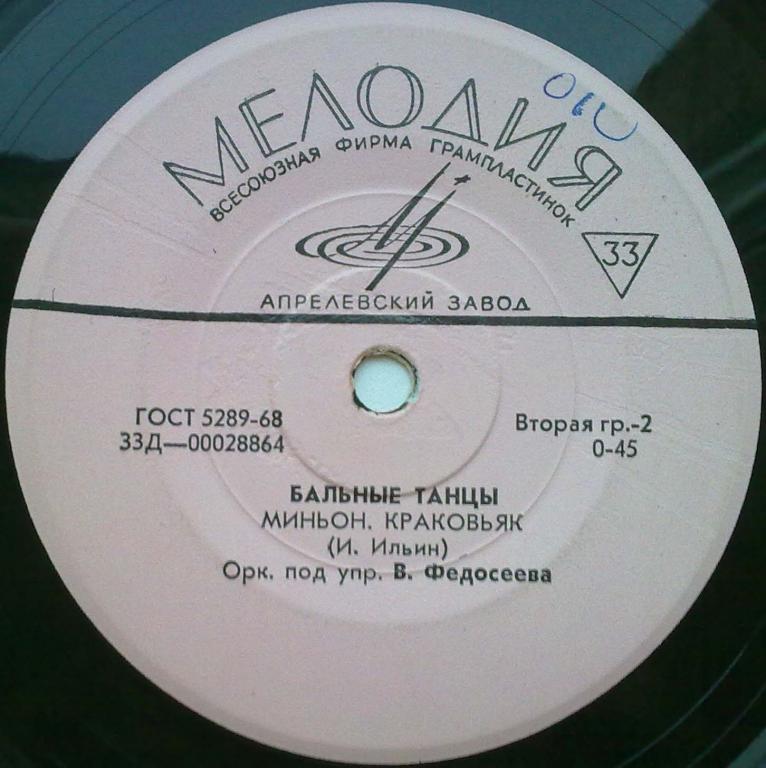 МЕЛОДИЯ
ВСЕСОЮЗНАЯ ФИРМА ГРАМПЛАСТИНОК
33
АПРЕЛЕВСКИЙ ЗАВОД
ГОСТ 5289-68
33Д—00028864
Вторая гр.-2
0-45
БАЛЬНЫЕ ТАНЦЫ
МИНЬОН. КРАКОВЬЯК
(И. Ильин)
Орк. под упр. В. Федосеева